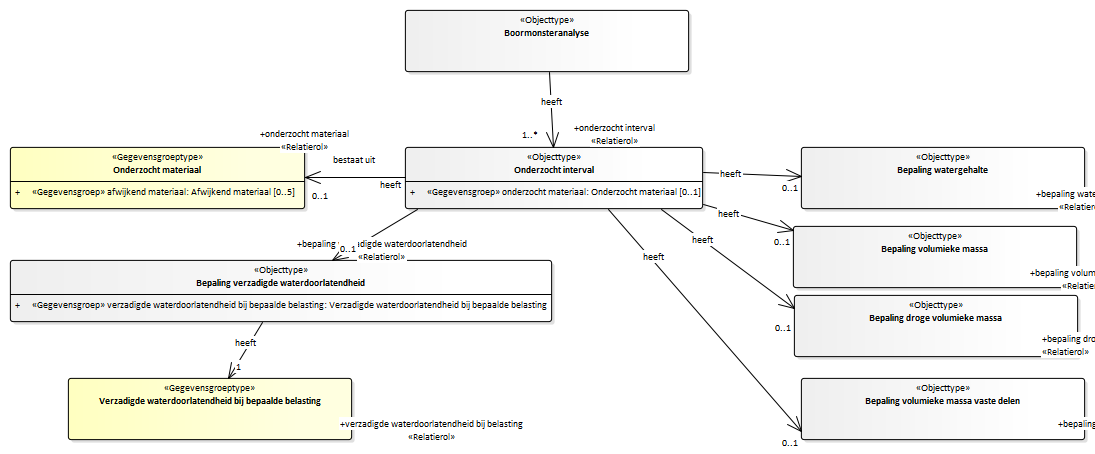 «Objecttype»
Boormonsteranalyse
heeft
1..*
+onderzocht interval
«Relatierol»
+onderzocht materiaal
«Relatierol»
bestaat uit
heeft
0..1
«Gegevensgroeptype»
Onderzocht materiaal
+ «Gegevensgroep» afwijkend materiaal: Afwijkend materiaal [0..5]
«Objecttype»
Onderzocht interval
+ «Gegevensgroep» onderzocht materiaal: Onderzocht materiaal [0..1]
heeft
0..1
«Objecttype»
Bepaling watergehalte
+bepaling wate
«Relatierol
heeft
0..1
«Objecttype»
Bepaling volumieke massa
+bepaling volum
«Relatie
heeft
0..1
«Objecttype»
Bepaling droge volumieke massa
+bepaling dro
«Relatierol»
heeft
0..1
«Objecttype»
Bepaling volumieke massa vaste delen
+bepaling
+bepaling
0..1
digde waterdoorlatendheid
«Relatierol»
«Objecttype»
Bepaling verzadigde waterdoorlatendheid
+ «Gegevensgroep» verzadigde waterdoorlatendheid bij bepaalde belasting: Verzadigde waterdoorlatendheid bij bepaalde belasting
heeft
1
«Gegevensgroeptype»
Verzadigde waterdoorlatendheid bij bepaalde belasting
+verzadigde waterdoorlatendheid bij belasting
«Relatierol»